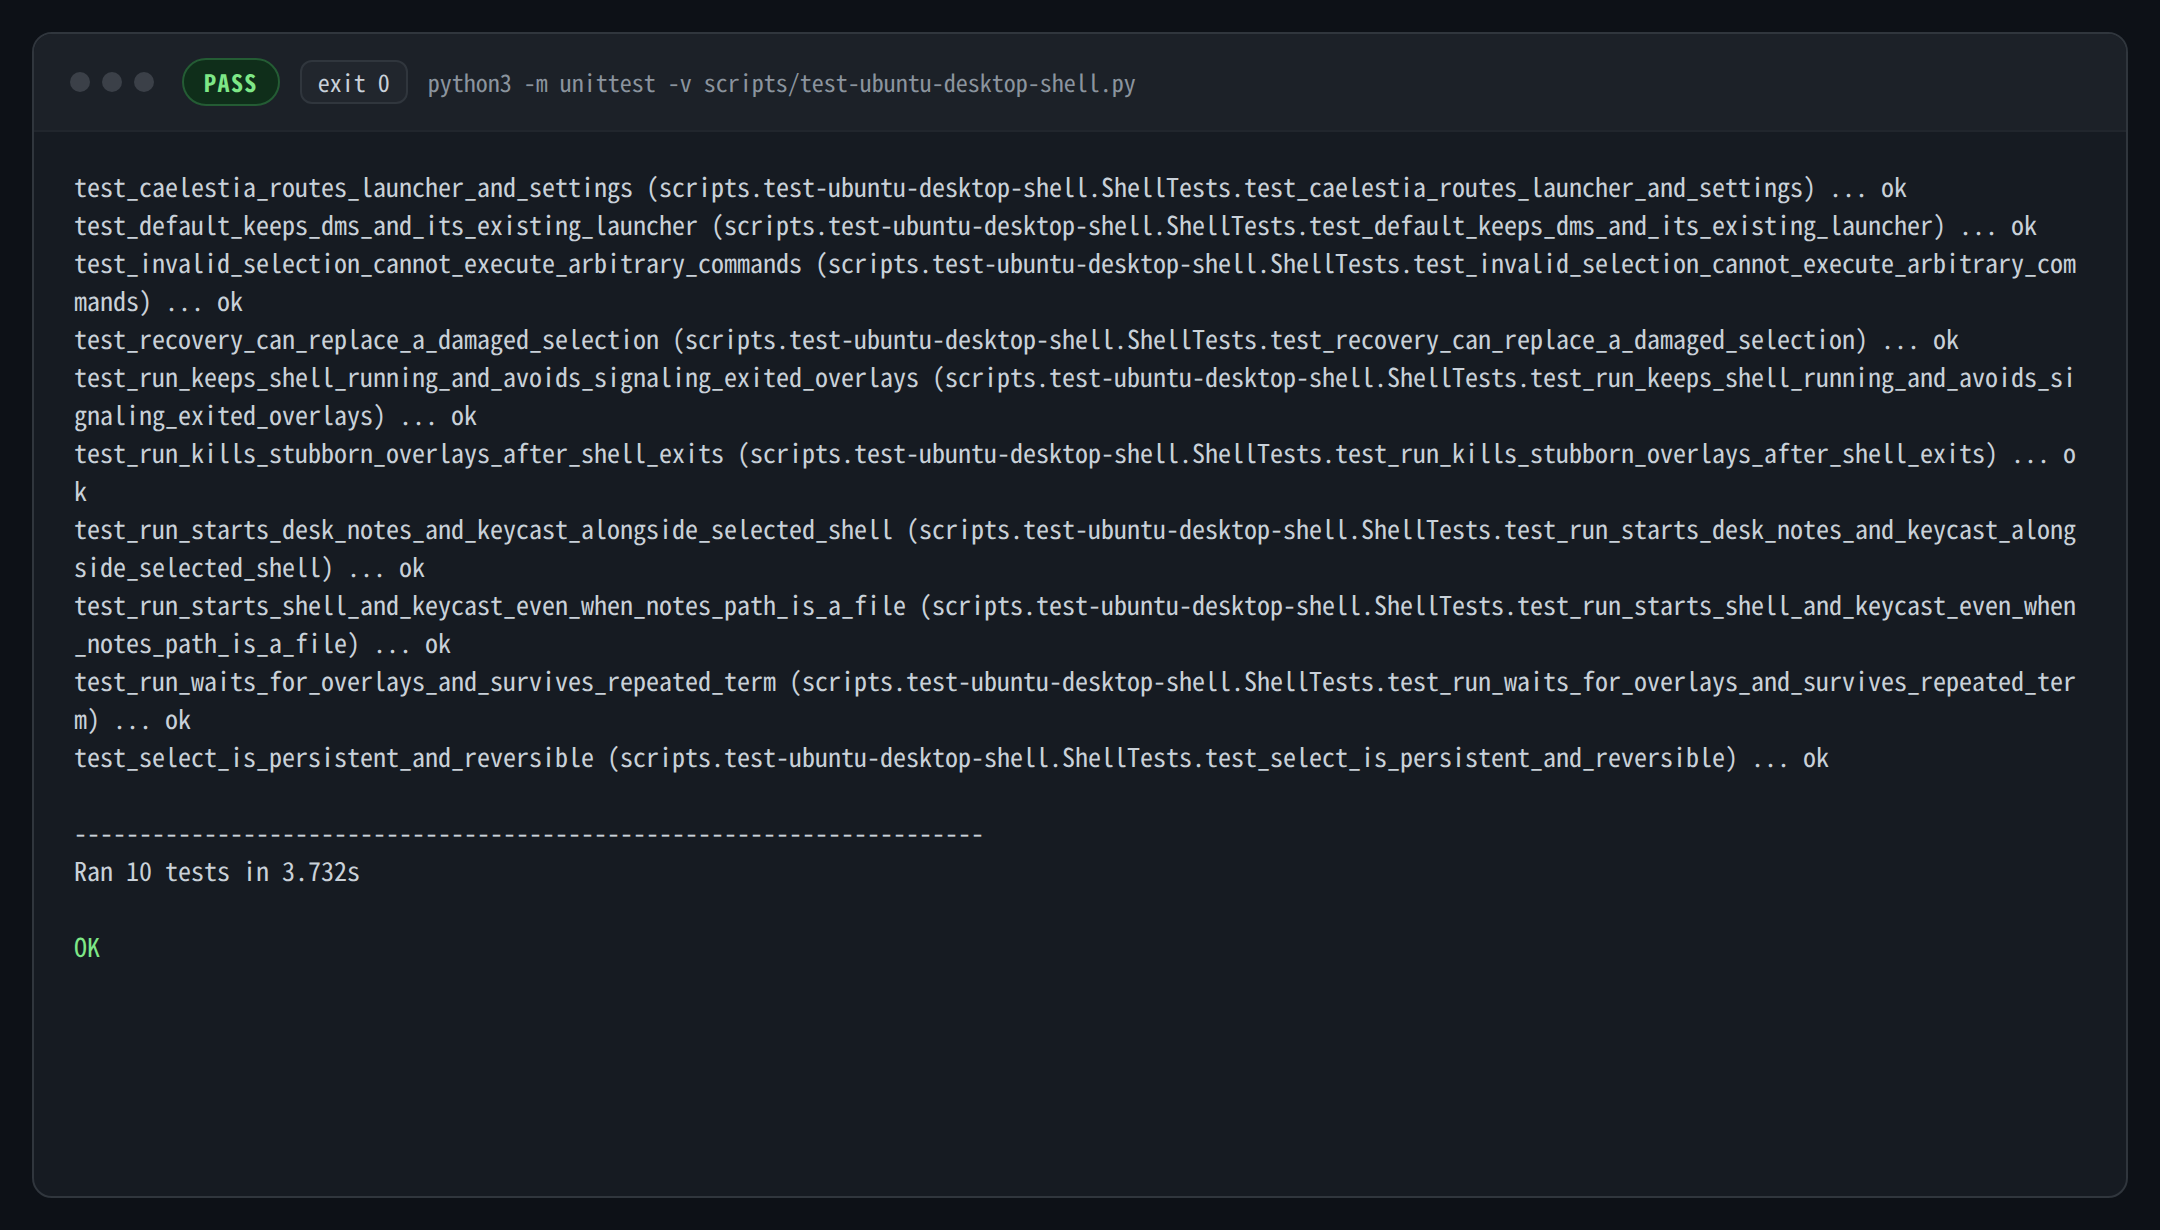 PASS exit 0 python3 -m unittest -v scripts/test-ubuntu-desktop-shell.py
test_caelestia_routes_launcher_and_settings (scripts.test-ubuntu-desktop-shell.ShellTests.test_caelestia_routes_launcher_and_settings) ... ok
test_default_keeps_dms_and_its_existing_launcher (scripts.test-ubuntu-desktop-shell.ShellTests.test_default_keeps_dms_and_its_existing_launcher) ... ok
test_invalid_selection_cannot_execute_arbitrary_commands (scripts.test-ubuntu-desktop-shell.ShellTests.test_invalid_selection_cannot_execute_arbitrary_com
mands) ... ok
test_recovery_can_replace_a_damaged_selection (scripts.test-ubuntu-desktop-shell.ShellTests.test_recovery_can_replace_a_damaged_selection) ... ok
test_run_keeps_shell_running_and_avoids_signaling_exited_overlays (scripts.test-ubuntu-desktop-shell.ShellTests.test_run_keeps_shell_running_and_avoids_si
gnaling_exited_overlays) ... ok
test_run_kills_stubborn_overlays_after_shell_exits (scripts.test-ubuntu-desktop-shell.ShellTests.test_run_kills_stubborn_overlays_after_shell_exits) ... o
k
test_run_starts_desk_notes_and_keycast_alongside_selected_shell (scripts.test-ubuntu-desktop-shell.ShellTests.test_run_starts_desk_notes_and_keycast_along
side_selected_shell) ... ok
test_run_starts_shell_and_keycast_even_when_notes_path_is_a_file (scripts.test-ubuntu-desktop-shell.ShellTests.test_run_starts_shell_and_keycast_even_when
_notes_path_is_a_file) ... ok
test_run_waits_for_overlays_and_survives_repeated_term (scripts.test-ubuntu-desktop-shell.ShellTests.test_run_waits_for_overlays_and_survives_repeated_ter
m) ... ok
test_select_is_persistent_and_reversible (scripts.test-ubuntu-desktop-shell.ShellTests.test_select_is_persistent_and_reversible) ... ok
----------------------------------------------------------------------
Ran 10 tests in 3.732s
OK